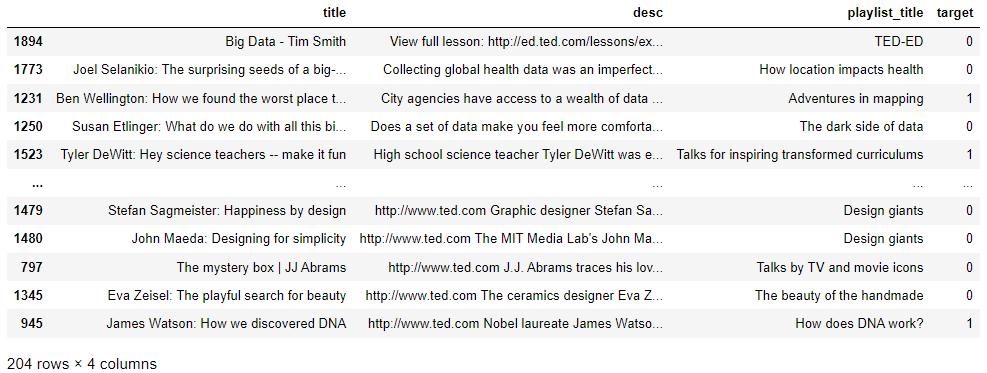 title desc playlist_title target
1894 Big Data - Tim Smith View full lesson: http://ed.ted.com/lessons/ex... TED-ED 0
1773 Joel Selanikio: The surprising seeds of a big-... Collecting global health data was an imperfect... How location impacts health 0
1231 Ben Wellington: How we found the worst place t... City agencies have access to a wealth of data ... Adventures in mapping 1
1250 Susan Etlinger: What do we do with all this bi... Does a set of data make you feel more comforta... The dark side of data 0
1523 Tyler DeWitt: Hey science teachers -- make it fun High school science teacher Tyler DeWitt was e... Talks for inspiring transformed curriculums 1
... ... ... ... ...
1479 Stefan Sagmeister: Happiness by design http://www.ted.com Graphic designer Stefan Sa... Design giants 0
1480 John Maeda: Designing for simplicity http://www.ted.com The MIT Media Lab's John Ma... Design giants 0
797 The mystery box | JJ Abrams http://www.ted.com J.J. Abrams traces his lov... Talks by TV and movie icons 0
1345 Eva Zeisel: The playful search for beauty http://www.ted.com The ceramics designer Eva Z... The beauty of the handmade 0
945 James Watson: How we discovered DNA http://www.ted.com Nobel laureate James Watso... How does DNA work? 1
204 rows × 4 columns